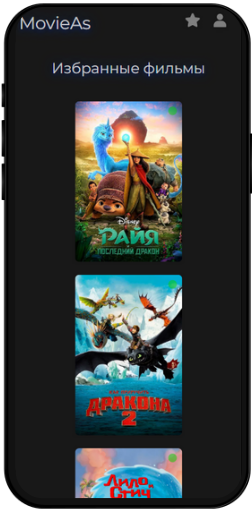 MovieAs
Избранные фильмы
Disney
РАЙЯ
ПОСЛЕДНИЙ ДРАКОН
ДРАКОНА
2
Лило
Стич